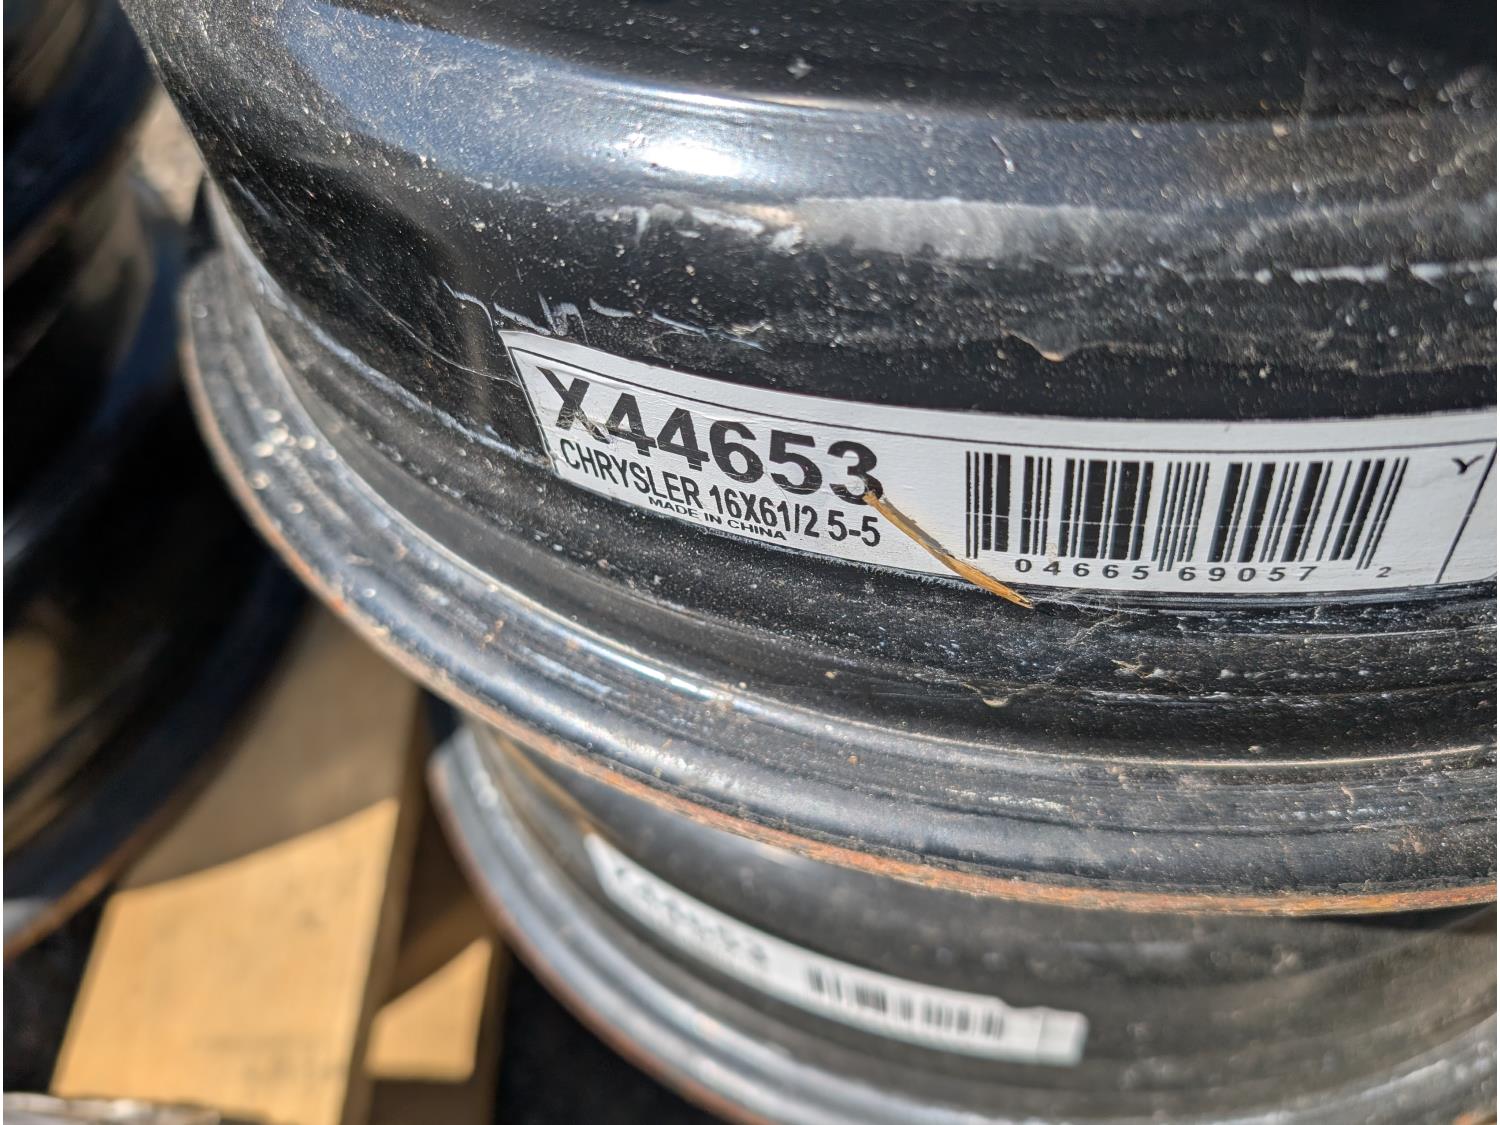 X44653
CHRYSLER 16X61/2 5-5
MADE IN CHINA
04665 69057 2
Y